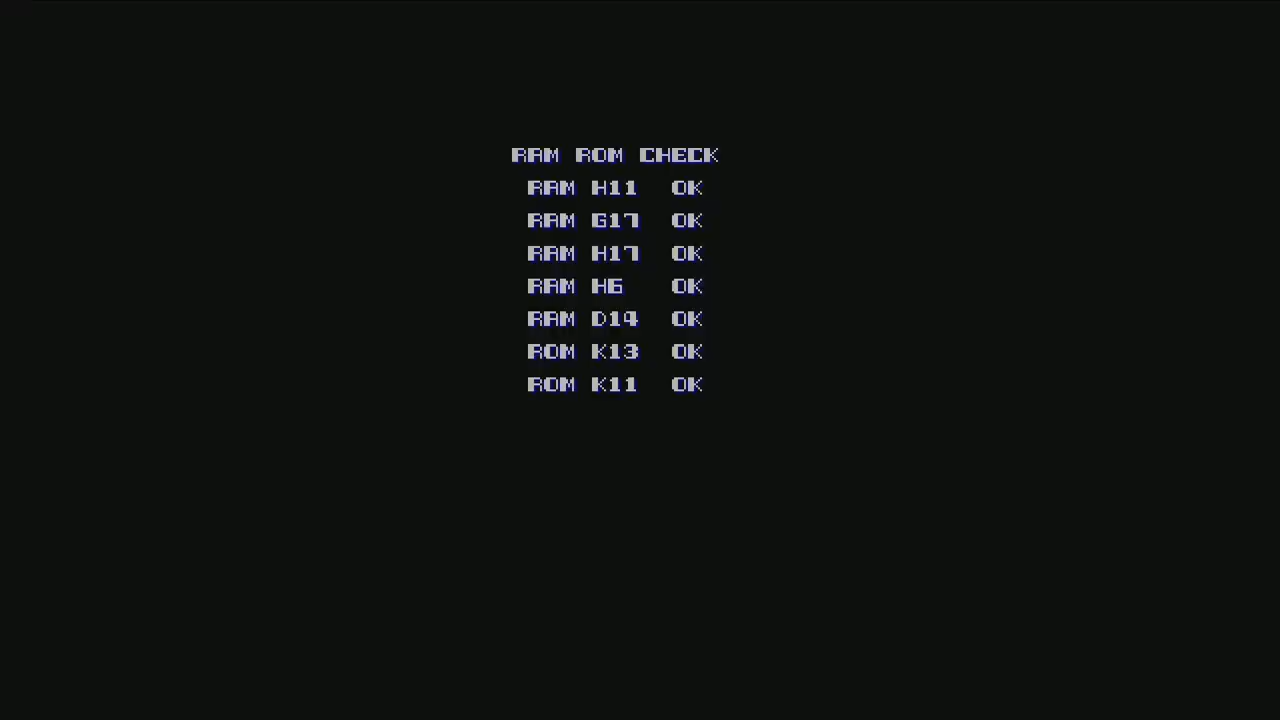 RAM ROM CHECK
RAM H11 OK
RAM G17 OK
RAM H17 OK
RAM H6 OK
RAM D14 OK
ROM K13 OK
ROM K11 OK